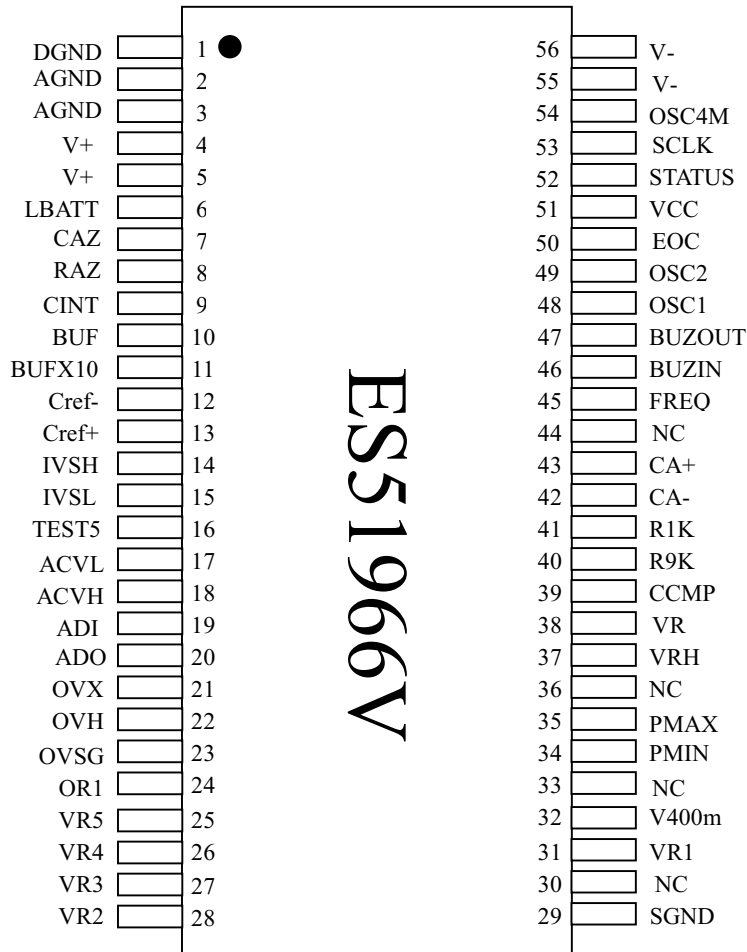 DGND 1 56 V-
AGND 2 55 V-
AGND 3 54 OSC4M
V+ 4 53 SCLK
V+ 5 52 STATUS
LBATT 6 51 VCC
CAZ 7 50 EOC
RAZ 8 49 OSC2
CINT 9 48 OSC1
BUF 10 47 BUZOUT
BUFX10 11 46 BUZIN
Cref- 12 45 FREQ
Cref+ 13 44 NC
IVSH 14 43 CA+
IVSL 15 42 CA-
TEST5 16 41 R1K
ACVL 17 40 R9K
ACVH 18 39 CCMP
ADI 19 38 VR
ADO 20 37 VRH
OVX 21 36 NC
OVH 22 35 PMAX
OVSG 23 34 PMIN
OR1 24 33 NC
VR5 25 32 V400m
VR4 26 31 VR1
VR3 27 30 NC
VR2 28 29 SGND
ES51966V